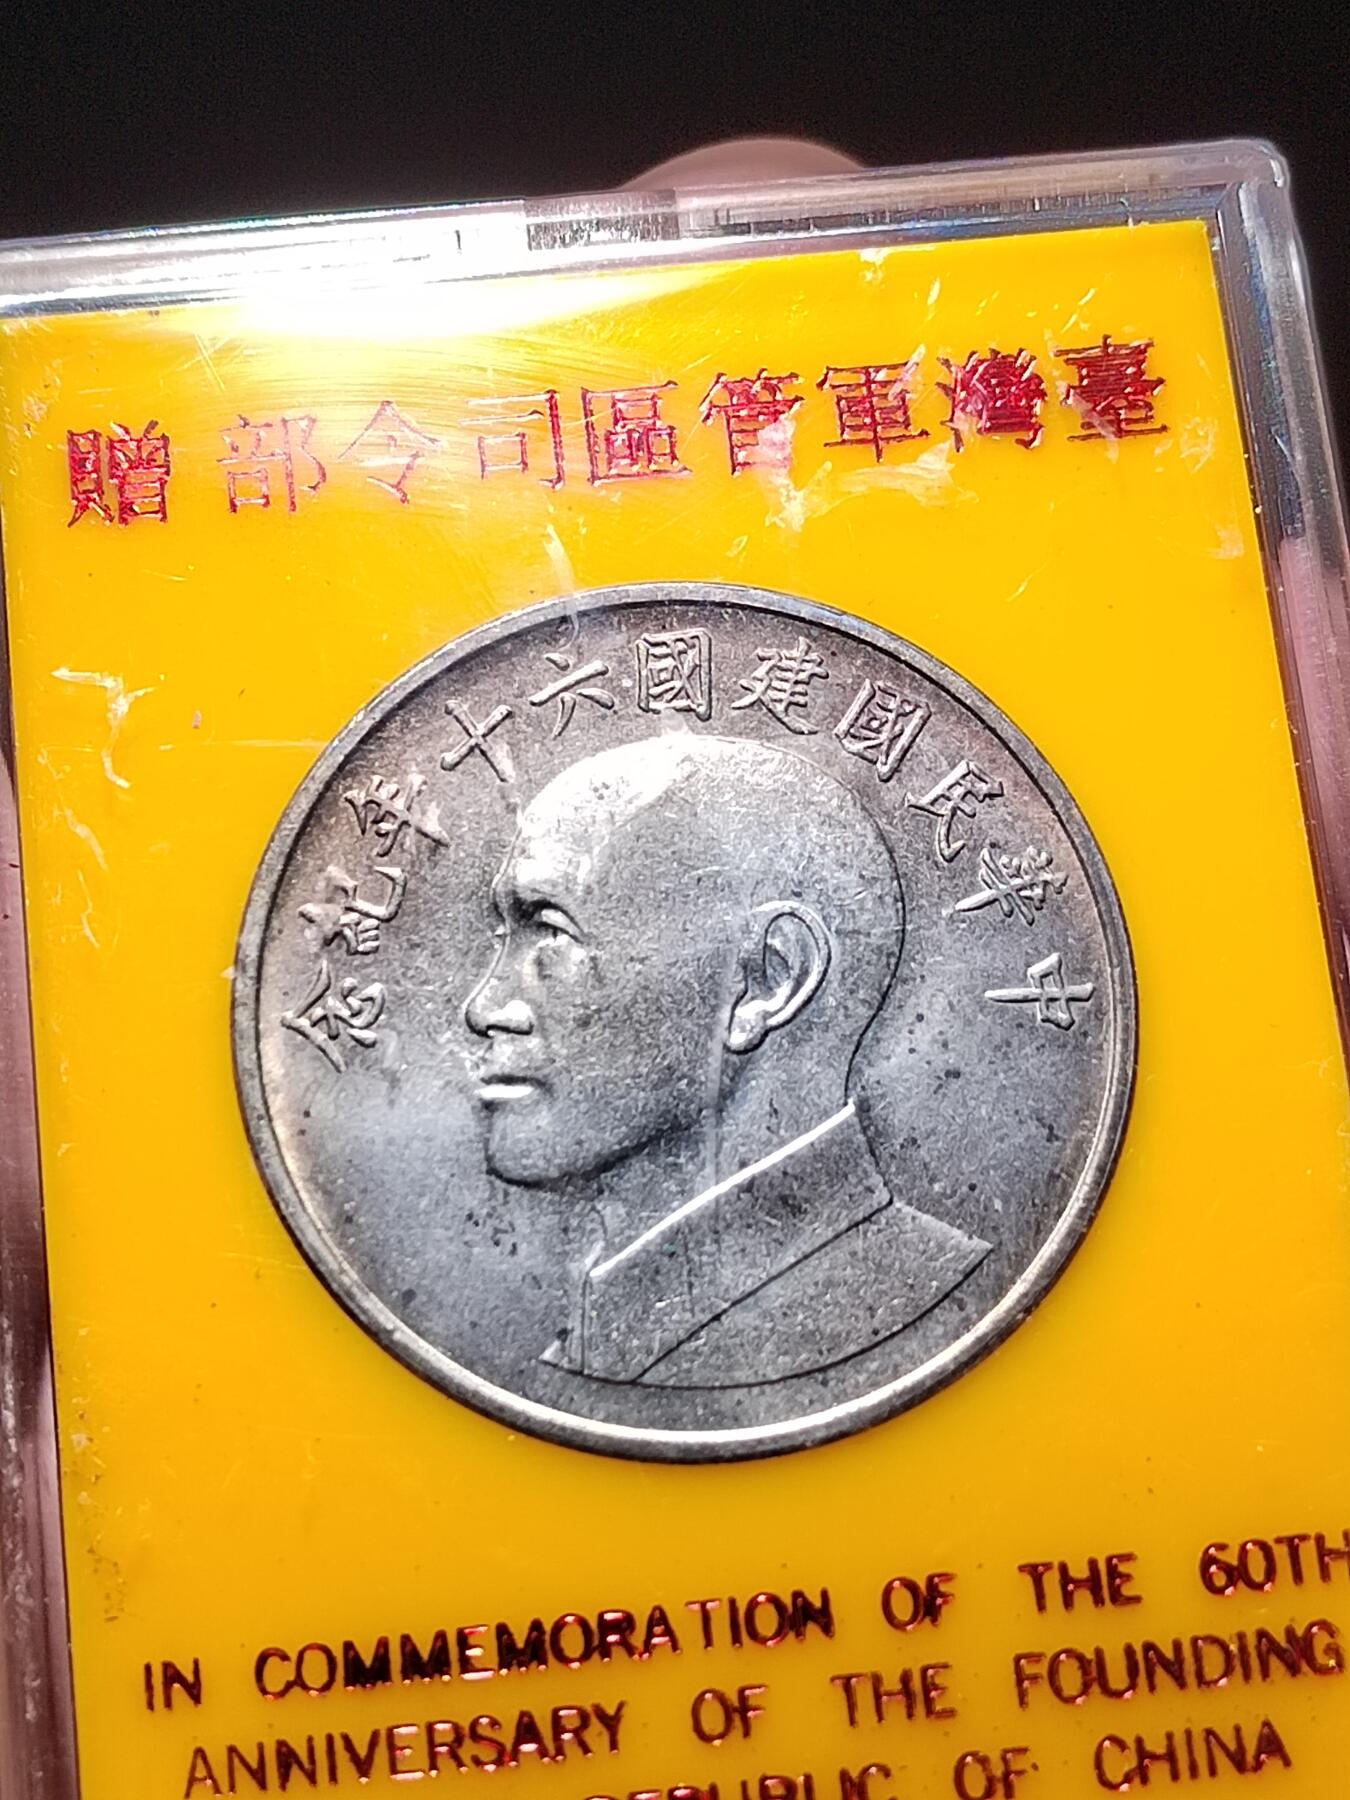 臺灣軍管區司令部 贈
中華民國建國六十年紀念
IN COMMEMORATION OF THE 60TH
ANNIVERSARY OF THE FOUNDING
REPUBLIC OF CHINA